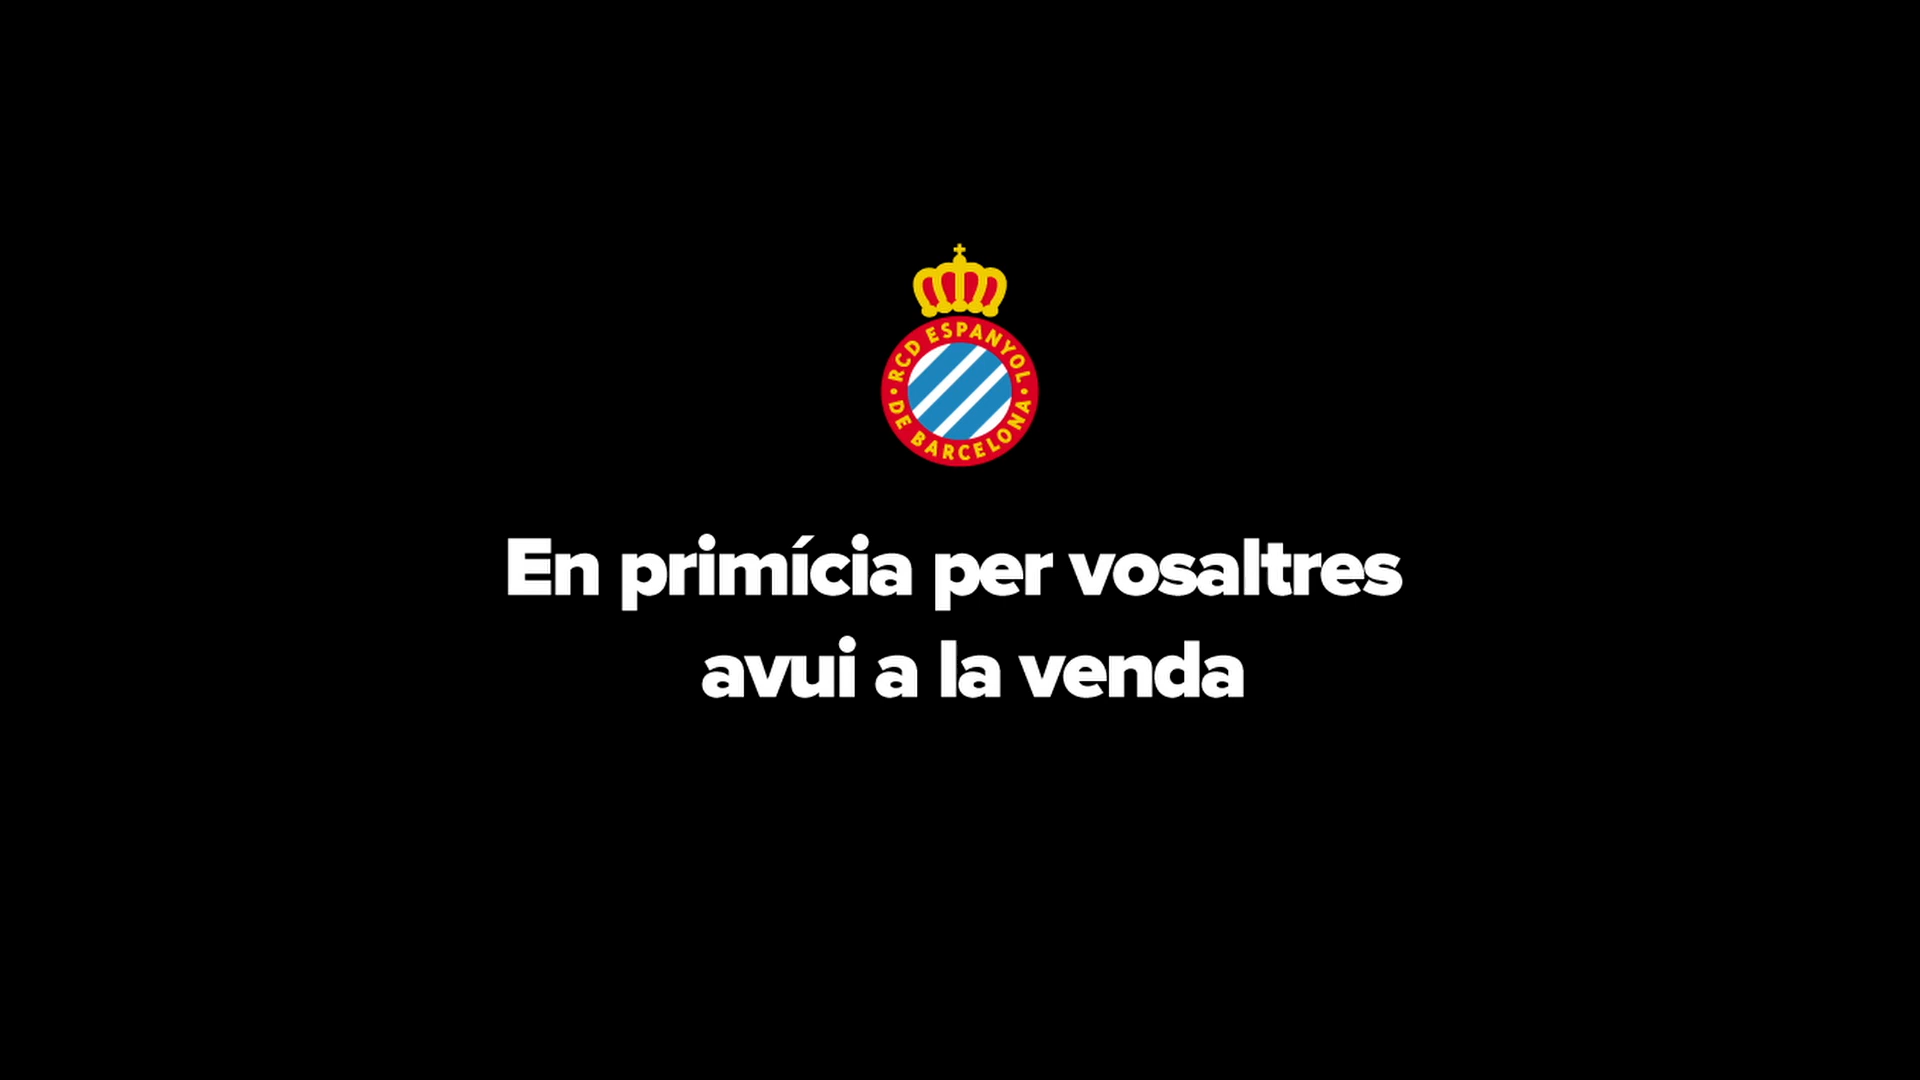 RCD ESPANYOL
DE BARCELONA
En primícia per vosaltres
avui a la venda